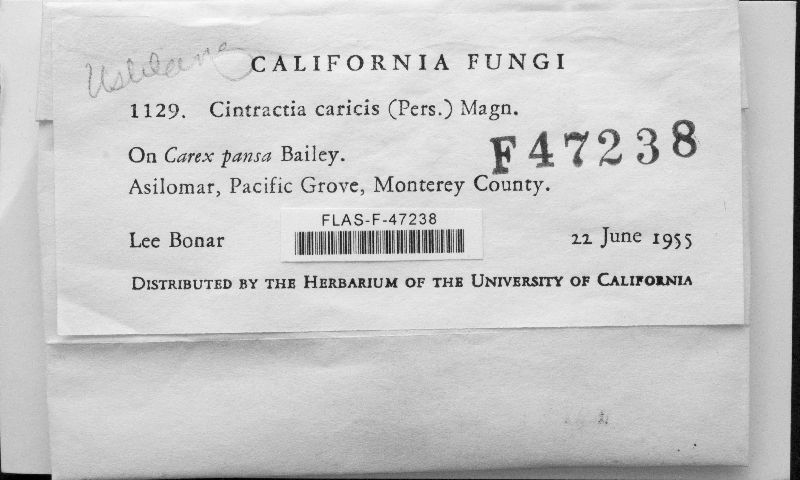 CALIFORNIA FUNGI
1129. Cintractia caricis (Pers.) Magn.
On Carex pansa Bailey.
F47238
Asilomar, Pacific Grove, Monterey County.
FLAS-F-47238
Lee Bonar
22 June 1955
DISTRIBUTED BY THE HERBARIUM OF THE UNIVERSITY OF CALIFORNIA